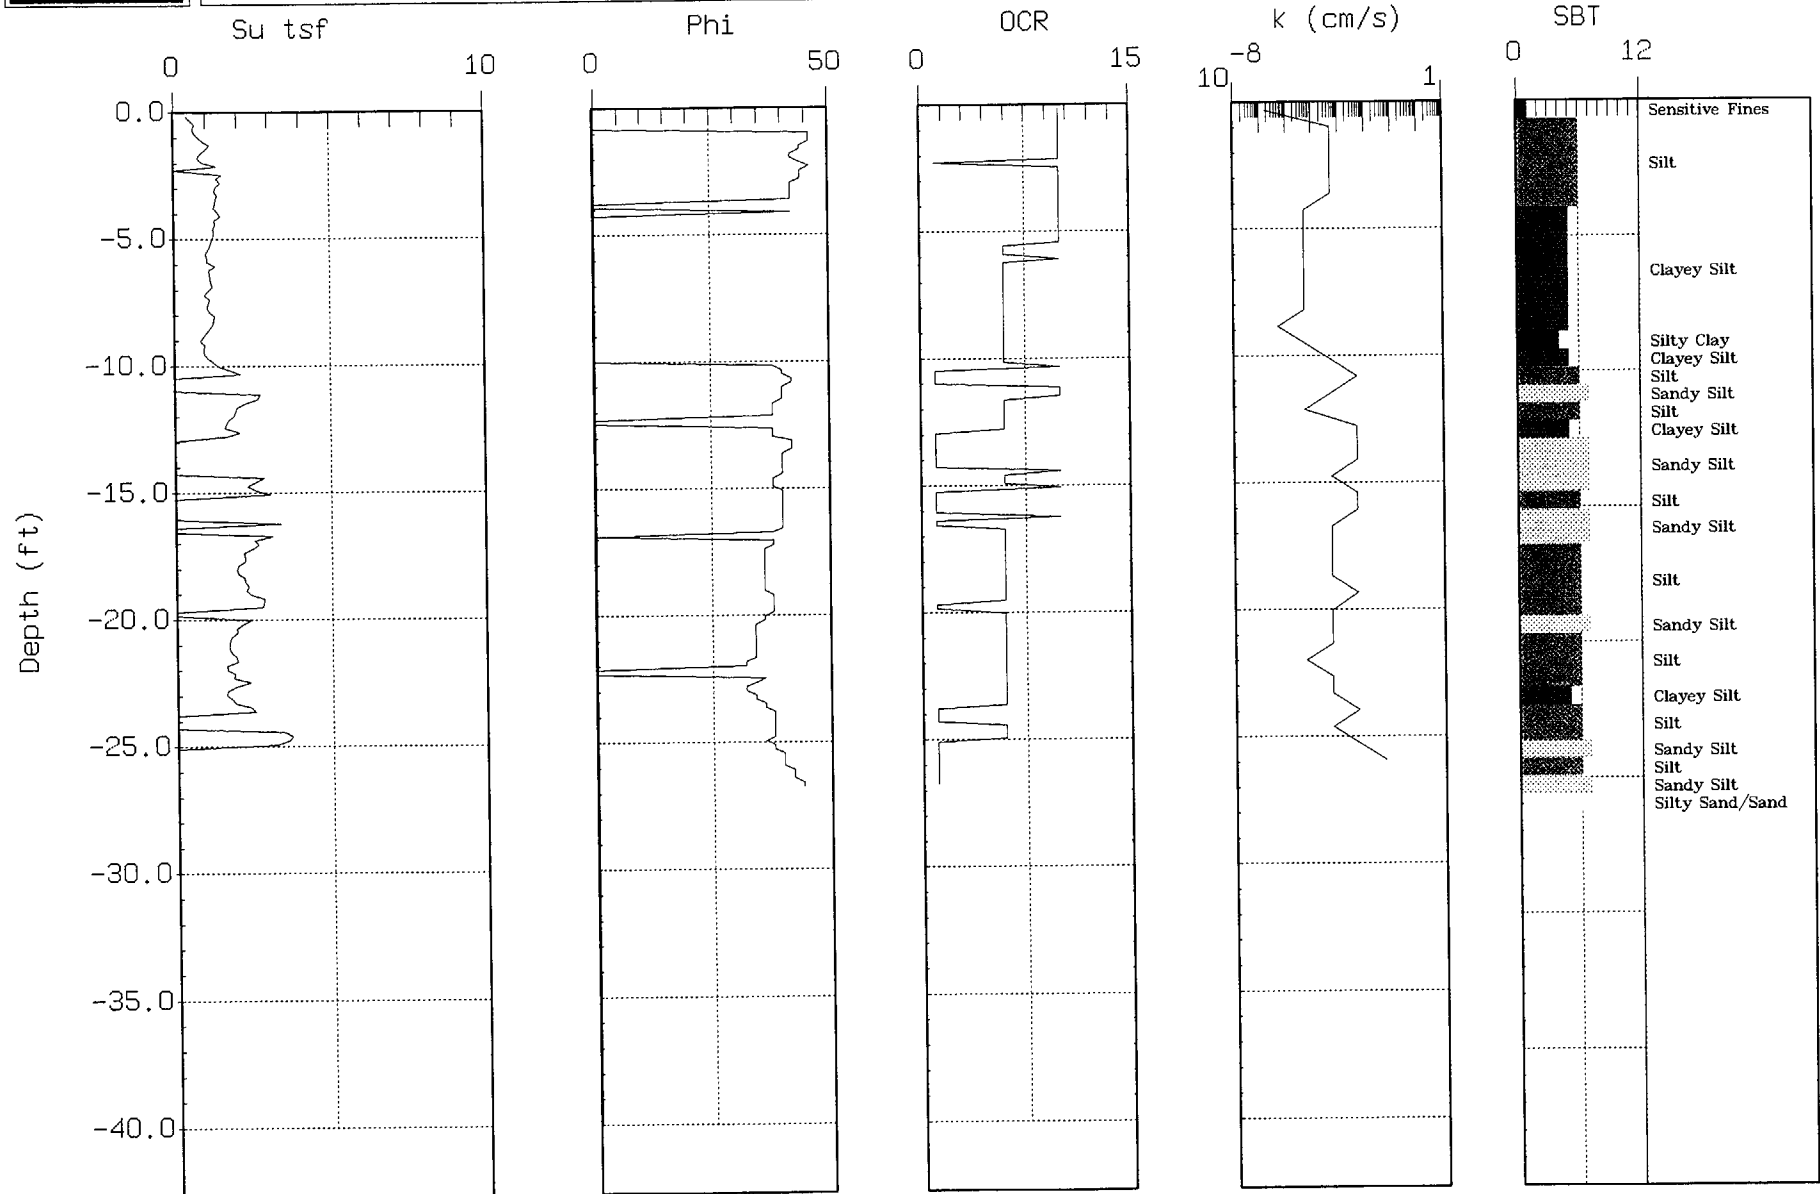 Su tsf
Phi
OCR
k (cm/s)
SBT
0 10
0 50
0 15
10 -8 1
0 12
Depth (ft)
0.0
-5.0
-10.0
-15.0
-20.0
-25.0
-30.0
-35.0
-40.0
Sensitive Fines
Silt
Clayey Silt
Silty Clay
Clayey Silt
Silt
Sandy Silt
Silt
Clayey Silt
Sandy Silt
Silt
Sandy Silt
Silt
Sandy Silt
Silt
Clayey Silt
Silt
Sandy Silt
Silt
Sandy Silt
Silty Sand/Sand